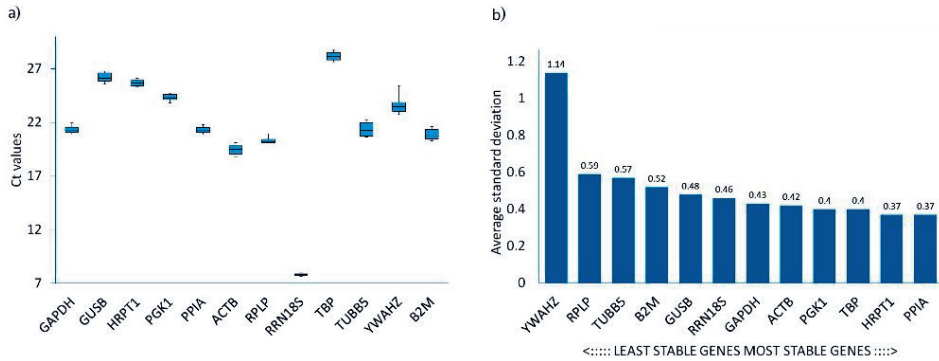 a)
Ct values
27
22
17
12
7
GAPDH
GUSB
HRPT1
PGK1
PPIA
ACTB
RPLP
RRN18S
TBP
TUBB5
YWAHZ
B2M
b)
Average standard deviation
1.2
1
0.8
0.6
0.4
0.2
0
1.14
0.59
0.57
0.52
0.48
0.46
0.43
0.42
0.4
0.4
0.37
0.37
YWAHZ
RPLP
TUBB5
B2M
GUSB
RRN18S
GAPDH
ACTB
PGK1
TBP
HRPT1
PPIA
<::::: LEAST STABLE GENES MOST STABLE GENES ::::>